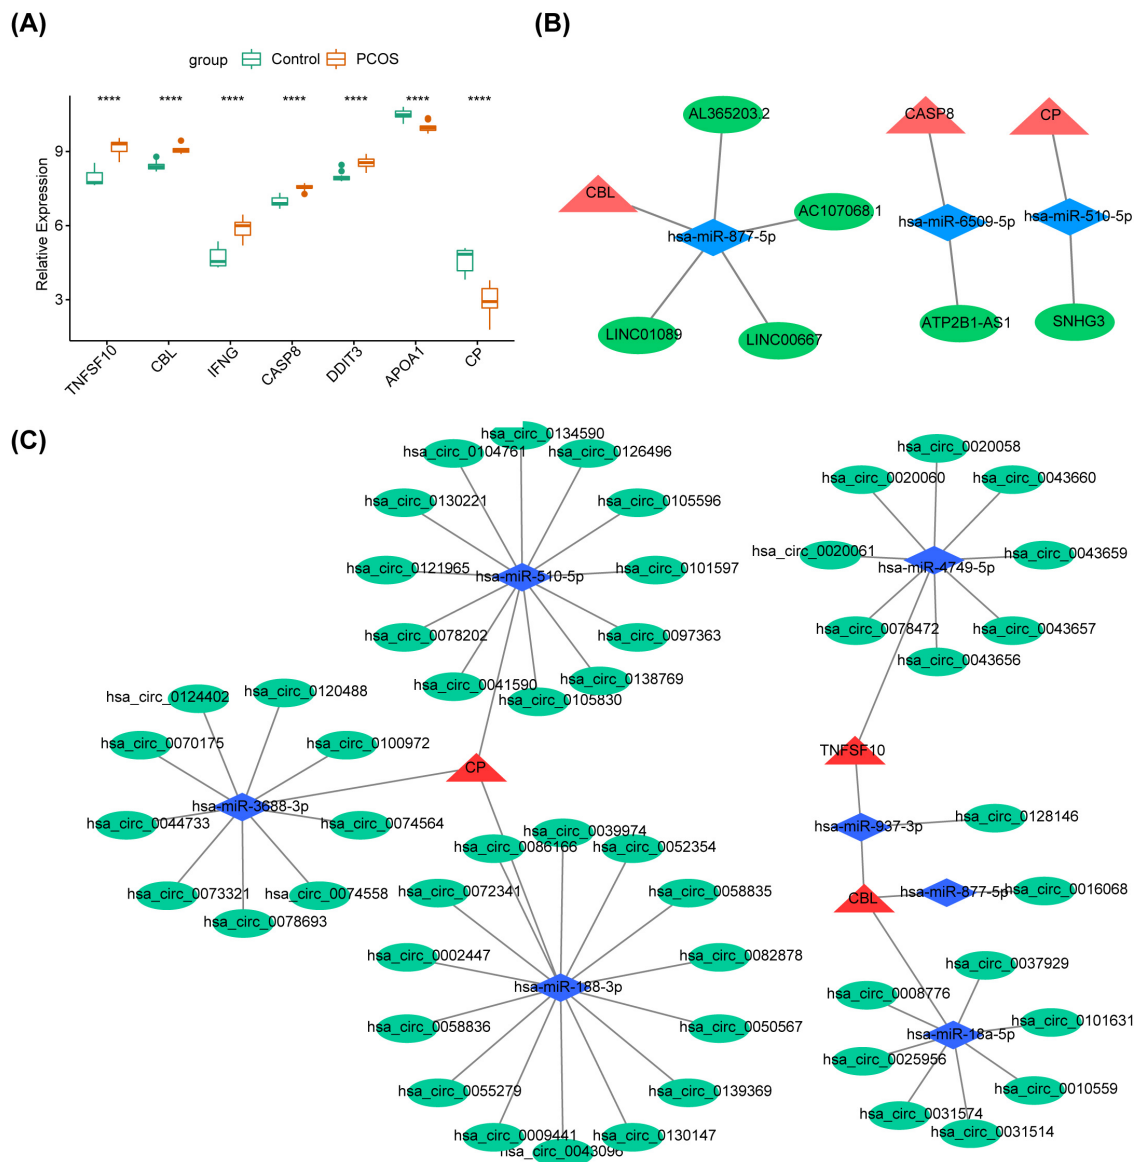 (A)
group Control PCOS
**** **** **** **** **** **** ****
Relative Expression
9
6
3
TNFSF10 CBL IFNG CASP8 DDIT3 APOA1 CP
(B)
AL365203.2
CBL
AC107068.1
hsa-miR-877-5p
LINC01089
LINC00667
CASP8
hsa-miR-6509-5p
ATP2B1-AS1
CP
hsa-miR-510-5p
SNHG3
(C)
hsa_circ_0134590
hsa_circ_0104761
hsa_circ_0126496
hsa_circ_0130221
hsa_circ_0105596
hsa_circ_0121965
hsa-miR-510-5p
hsa_circ_0101597
hsa_circ_0078202
hsa_circ_0097363
hsa_circ_0041590
hsa_circ_0138769
hsa_circ_0105830
hsa_circ_0124402
hsa_circ_0120488
hsa_circ_0070175
hsa_circ_0100972
CP
hsa-miR-3688-3p
hsa_circ_0044733
hsa_circ_0074564
hsa_circ_0073321
hsa_circ_0074558
hsa_circ_0078693
hsa_circ_0039974
hsa_circ_0086166
hsa_circ_0052354
hsa_circ_0072341
hsa_circ_0058835
hsa_circ_0002447
hsa_circ_0082878
hsa-miR-188-3p
hsa_circ_0058836
hsa_circ_0050567
hsa_circ_0055279
hsa_circ_0139369
hsa_circ_0009441
hsa_circ_0130147
hsa_circ_0043096
hsa_circ_0020058
hsa_circ_0020060
hsa_circ_0043660
hsa_circ_0020061
hsa_circ_0043659
hsa-miR-4749-5p
hsa_circ_0078472
hsa_circ_0043657
hsa_circ_0043656
TNFSF10
hsa-miR-937-3p
hsa_circ_0128146
CBL
hsa-miR-877-5p
hsa_circ_0016068
hsa_circ_0037929
hsa_circ_0008776
hsa_circ_0101631
hsa-miR-18a-5p
hsa_circ_0025956
hsa_circ_0010559
hsa_circ_0031574
hsa_circ_0031514